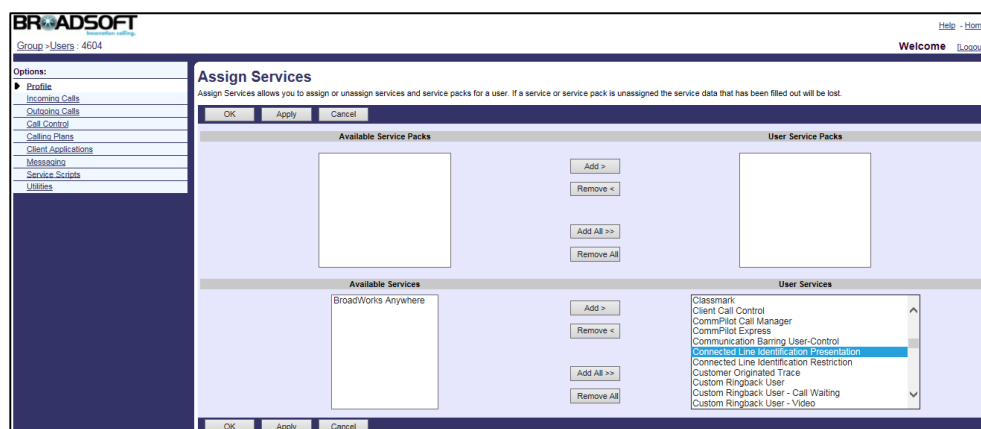 BROADSOFT
Innovation calling.
Help - Hom
Group >Users : 4604
Welcome [Logou
Options:
Profile
Incoming Calls
Outgoing Calls
Call Control
Calling Plans
Client Applications
Messaging
Service Scripts
Utilities
Assign Services
Assign Services allows you to assign or unassign services and service packs for a user. If a service or service pack is unassigned the service data that has been filled out will be lost.
OK Apply Cancel
Available Service Packs User Service Packs
Add >
Remove <
Add All >>
Remove All
Available Services User Services
BroadWorks Anywhere
Add >
Remove <
Add All >>
Remove All
Classmark
Client Call Control
CommPilot Call Manager
CommPilot Express
Communication Barring User-Control
Connected Line Identification Presentation
Connected Line Identification Restriction
Customer Originated Trace
Custom Ringback User
Custom Ringback User - Call Waiting
Custom Ringback User - Video
OK Apply Cancel